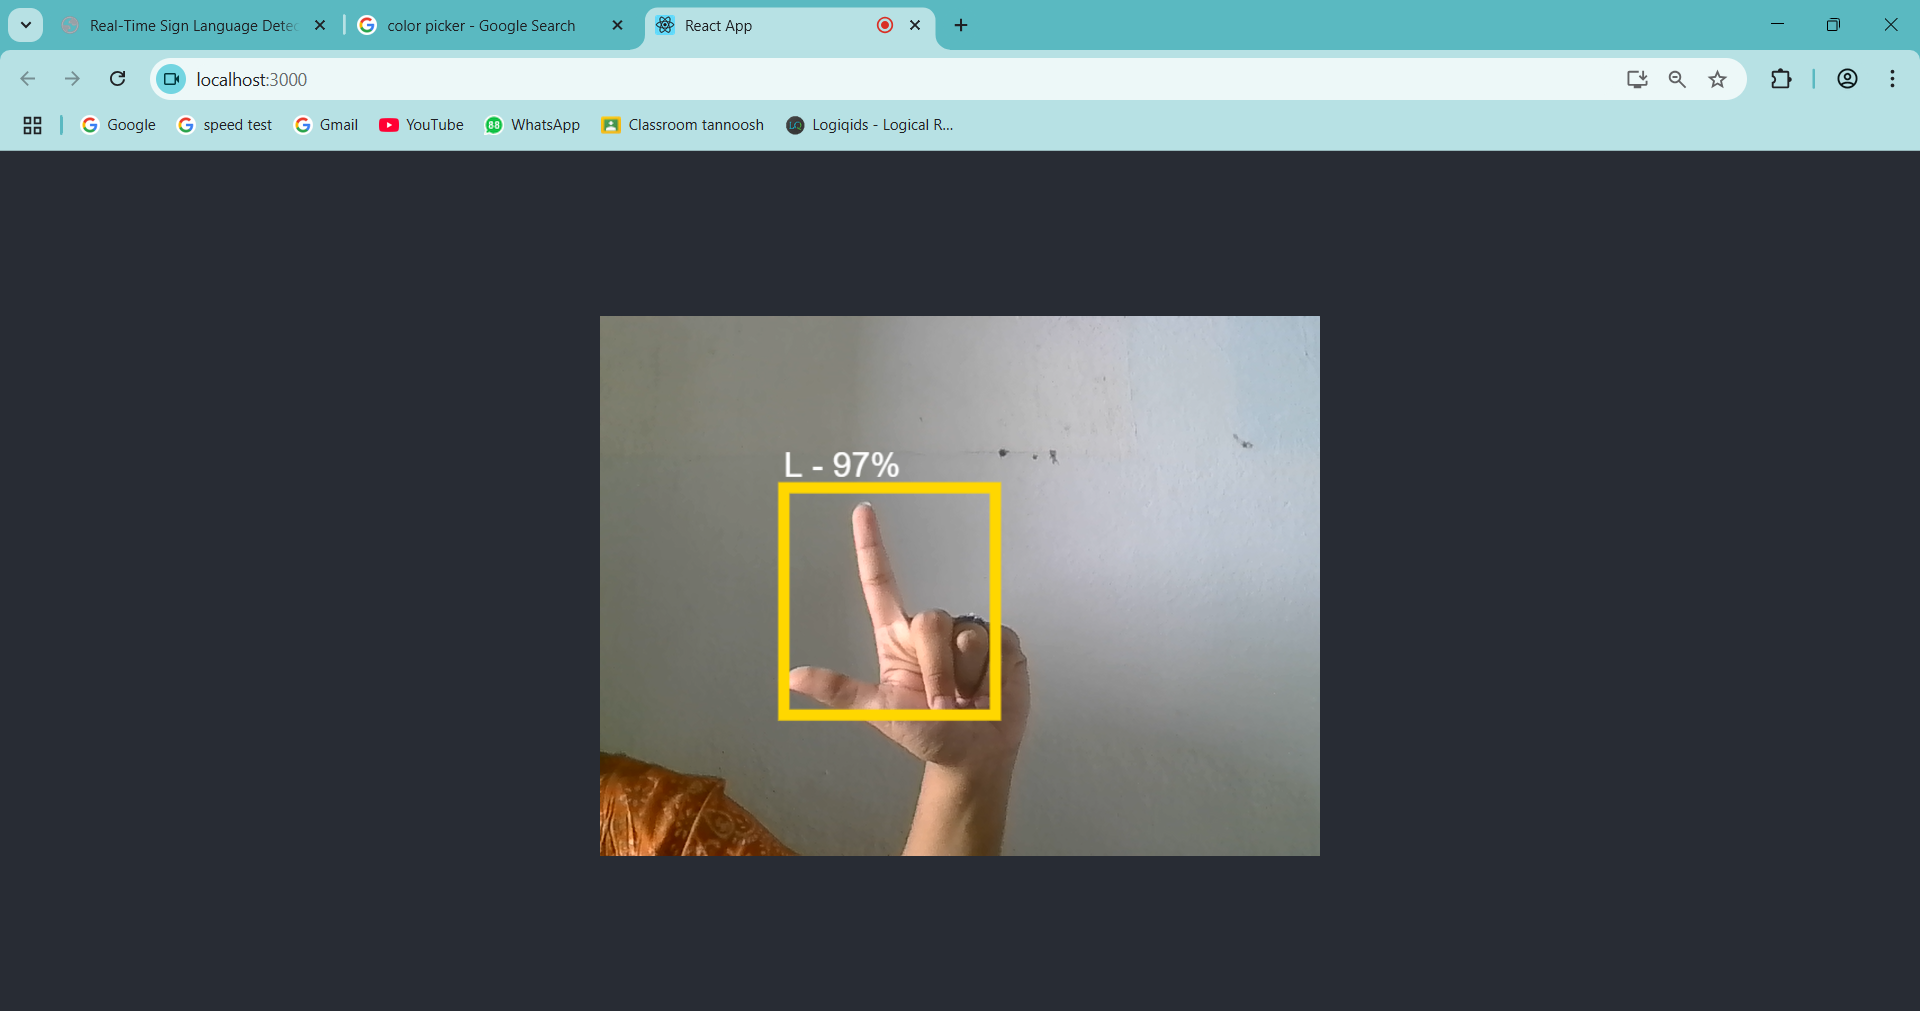 Real-Time Sign Language Detec
color picker - Google Search
React App
localhost:3000
Google
speed test
Gmail
YouTube
88 WhatsApp
Classroom tannoosh
Logiqids - Logical R...
L - 97%